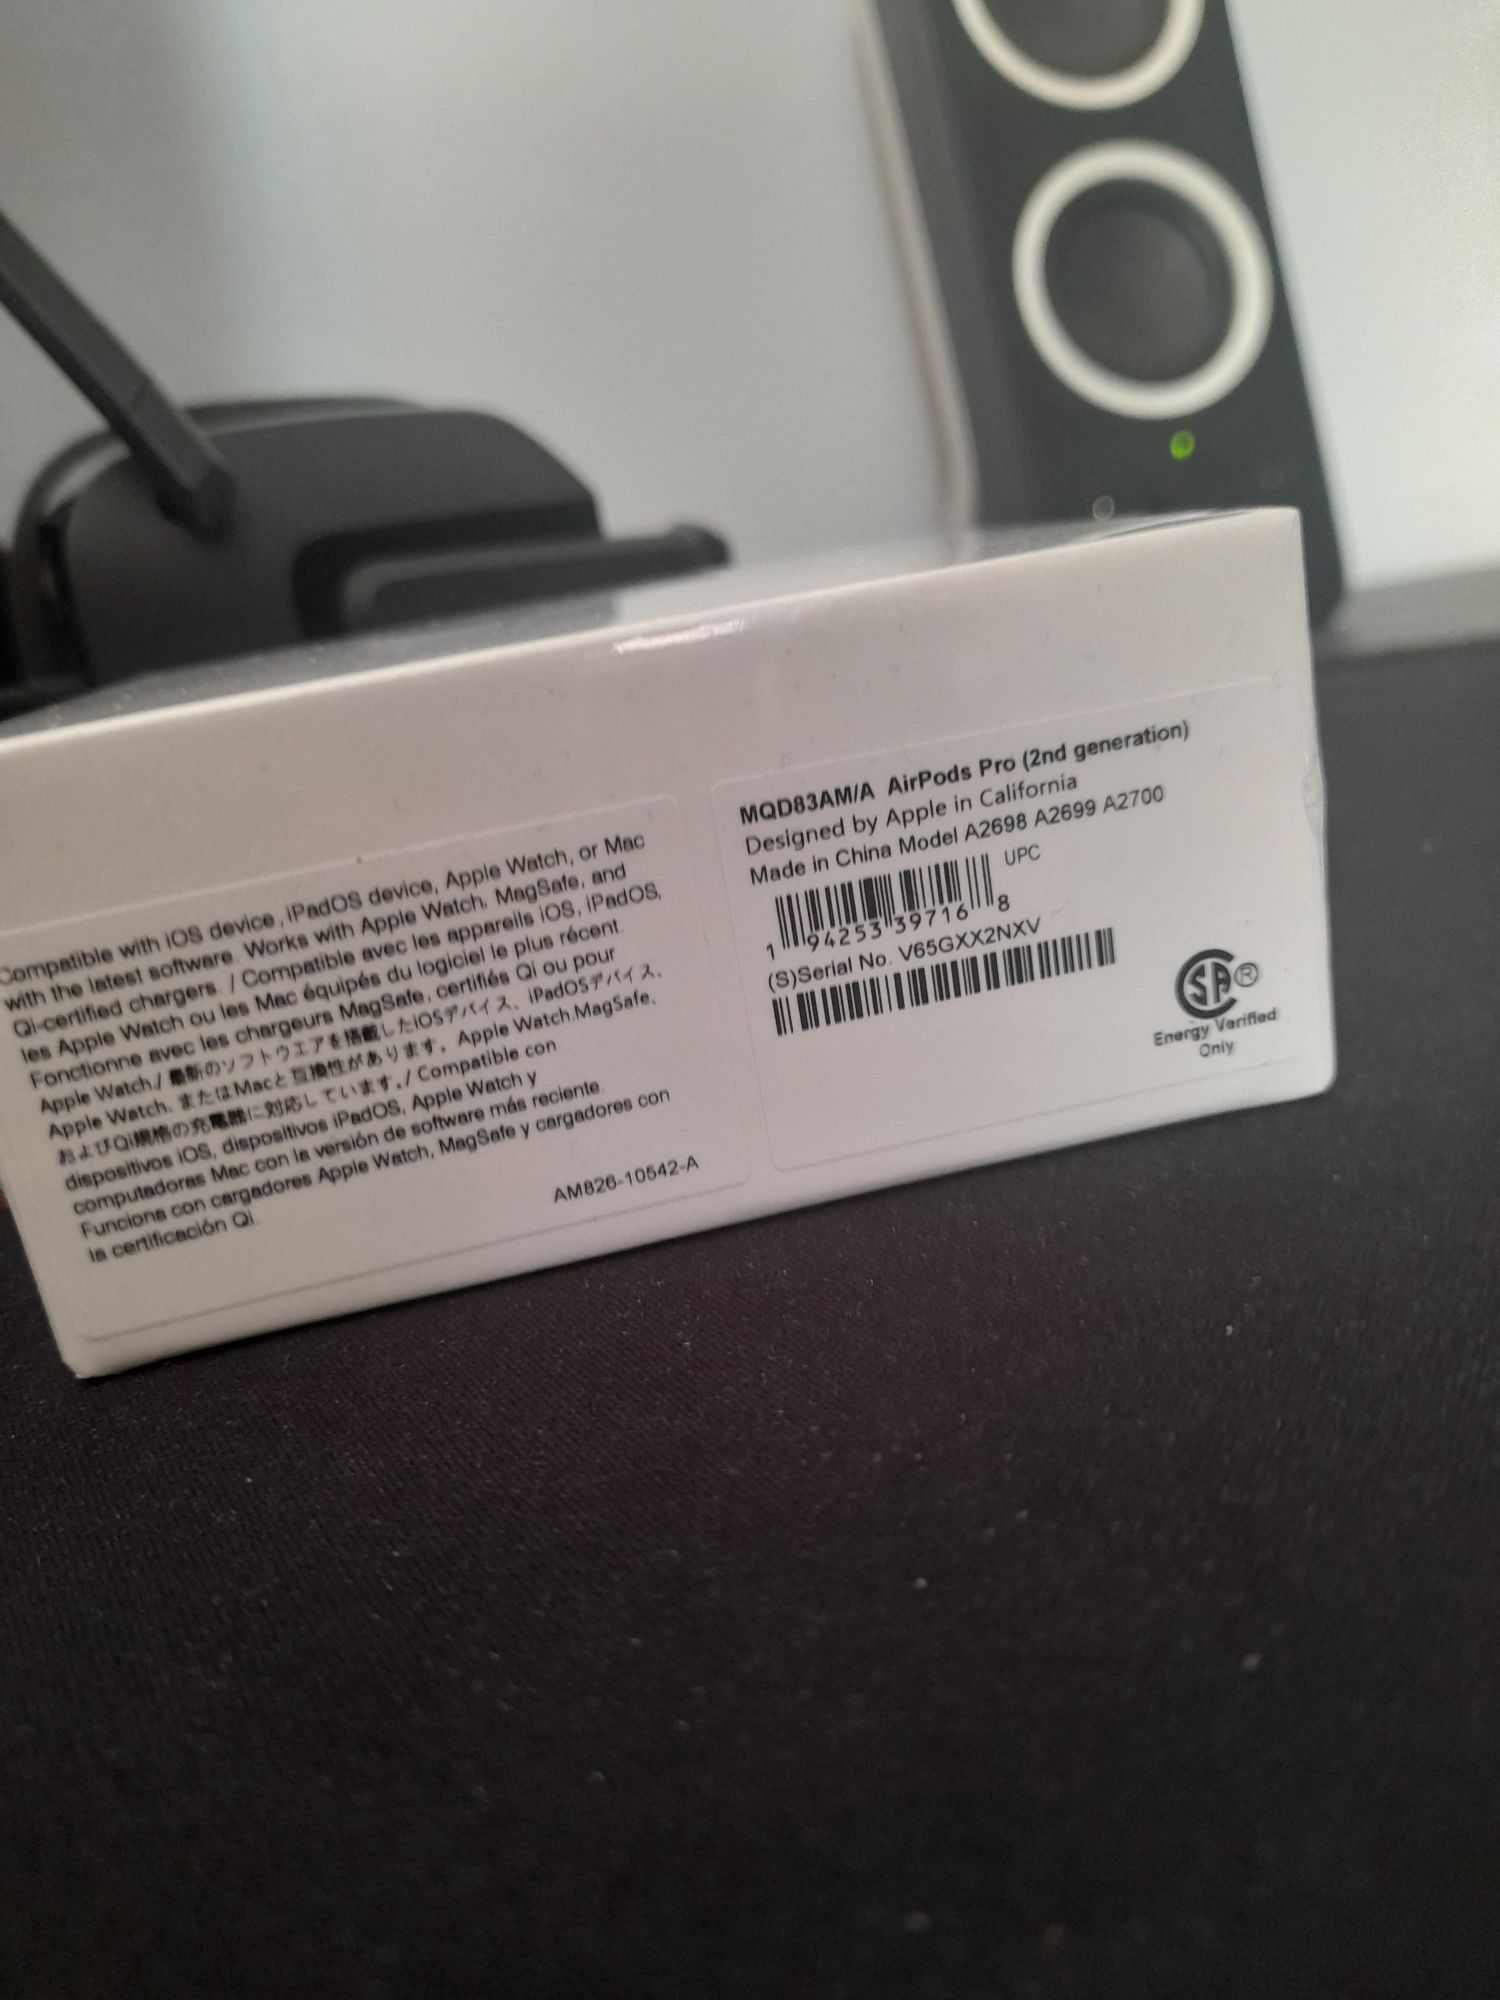 Compatible with iOS device, iPadOS device, Apple Watch, or Mac
with the latest software. Works with Apple Watch, MagSafe, and
Qi-certified chargers. / Compatible avec les appareils iOS, iPadOS,
les Apple Watch ou les Mac équipés du logiciel le plus récent.
Fonctionne avec les chargeurs MagSafe, certifiés Qi ou pour
Apple Watch./ 最新のソフトウエアを搭載したiOSデバイス、iPadOSデバイス、
Apple Watch、またはMacと互換性があります。Apple Watch.MagSafe、
およびQi規格の充電器に対応しています./ Compatible con
dispositivos iOS, dispositivos iPadOS, Apple Watch y
computadoras Mac con la versión de software más reciente.
Funciona con cargadores Apple Watch, MagSafe y cargadores con
la certificación Qi.
AM826-10542-A
MQD83AM/A AirPods Pro (2nd generation)
Designed by Apple in California
Made in China Model A2698 A2699 A2700
UPC
1 94253 39716 8
(S)Serial No. V65GXX2NXV
SA®
Energy Verified
Only